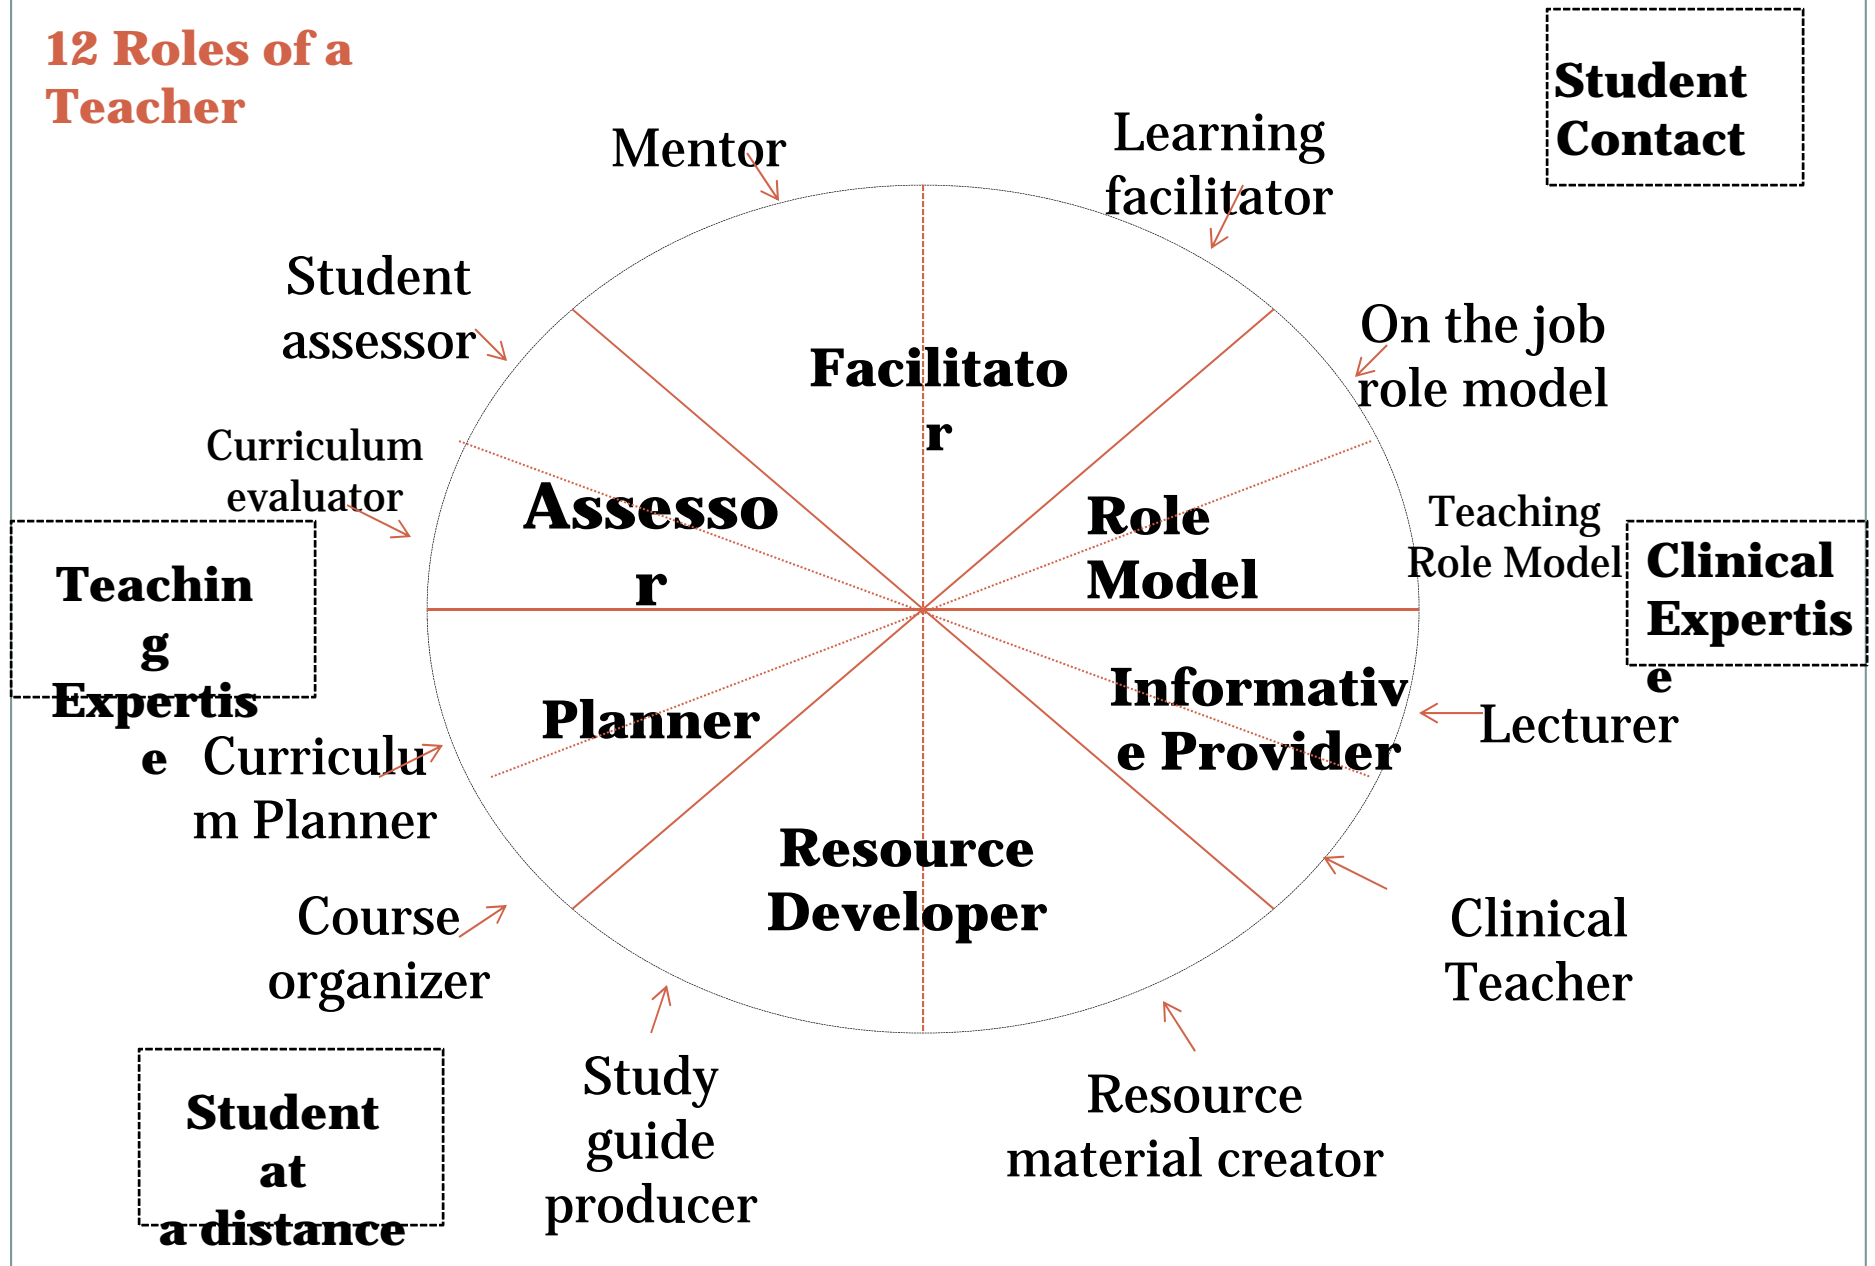 12 Roles of a
Teacher
Student
Contact
Mentor
Learning
facilitator
Student
assessor
On the job
role model
Facilitato
r
Curriculum
evaluator
Assesso
r
Role
Model
Teaching
Role Model
Teachin
g
Expertis
e
Clinical
Expertis
e
Planner
Informativ
e Provider
Lecturer
Curriculu
m Planner
Resource
Developer
Course
organizer
Clinical
Teacher
Study
guide
producer
Resource
material creator
Student
at
a distance